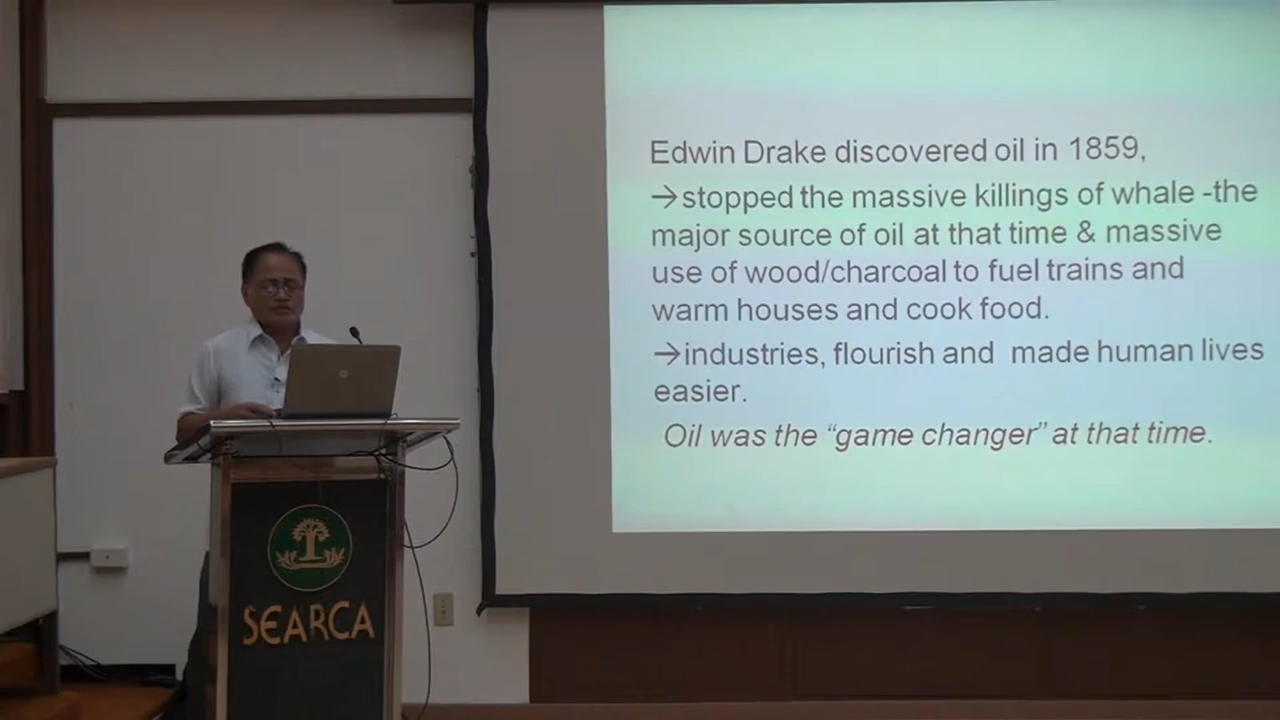 Edwin Drake discovered oil in 1859,
→stopped the massive killings of whale -the
major source of oil at that time & massive
use of wood/charcoal to fuel trains and
warm houses and cook food.
→industries, flourish and  made human lives
easier.
Oil was the “game changer” at that time.
SEARCA